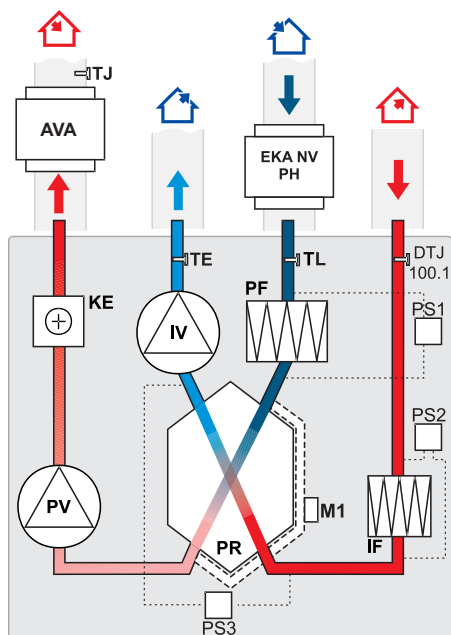 TJ
AVA
EKA NV
PH
TE
TL
DTJ
100.1
KE
IV
PF
PS1
PS2
PV
PR
M1
IF
PS3